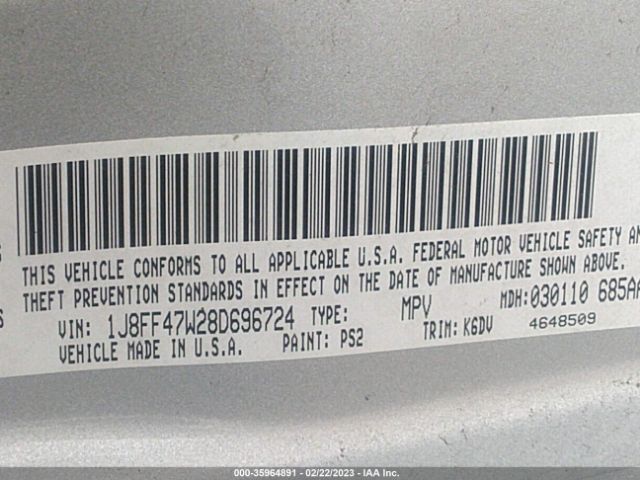 THIS VEHICLE CONFORMS TO ALL APPLICABLE U.S.A. FEDERAL MOTOR VEHICLE SAFETY AN
THEFT PREVENTION STANDARDS IN EFFECT ON THE DATE OF MANUFACTURE SHOWN ABOVE.
VIN: 1J8FF47W28D696724 TYPE: MPV MDH:030110 685AA
VEHICLE MADE IN U.S.A. PAINT: PS2 TRIM: K6DV 4648509
000-35964891 - 02/22/2023 - IAA Inc.